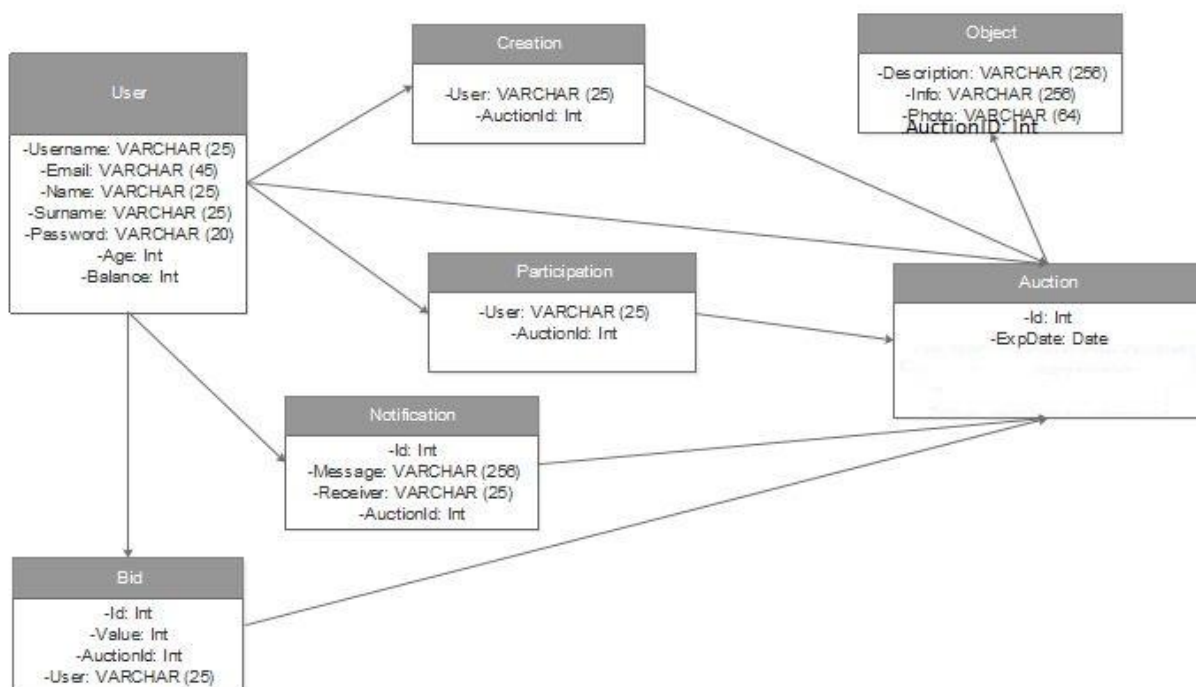 User
-Username: VARCHAR (25)
-Email: VARCHAR (45)
-Name: VARCHAR (25)
-Surname: VARCHAR (25)
-Password: VARCHAR (20)
-Age: Int
-Balance: Int
Creation
-User: VARCHAR (25)
-AuctionId: Int
Object
-Description: VARCHAR (256)
-Info: VARCHAR (256)
-Photo: VARCHAR (64)
AuctionID: Int
Participation
-User: VARCHAR (25)
-AuctionId: Int
Auction
-Id: Int
-ExpDate: Date
Notification
-Id: Int
-Message: VARCHAR (256)
-Receiver: VARCHAR (25)
-AuctionId: Int
Bid
-Id: Int
-Value: Int
-AuctionId: Int
-User: VARCHAR (25)